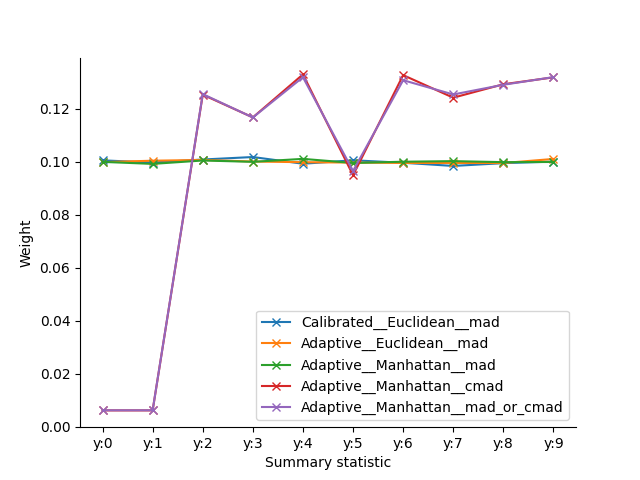 0.12
0.10
0.08
0.06
0.04
0.02
0.00
Weight
Calibrated__Euclidean__mad
Adaptive__Euclidean__mad
Adaptive__Manhattan__mad
Adaptive__Manhattan__cmad
Adaptive__Manhattan__mad_or_cmad
y:0 y:1 y:2 y:3 y:4 y:5 y:6 y:7 y:8 y:9
Summary statistic